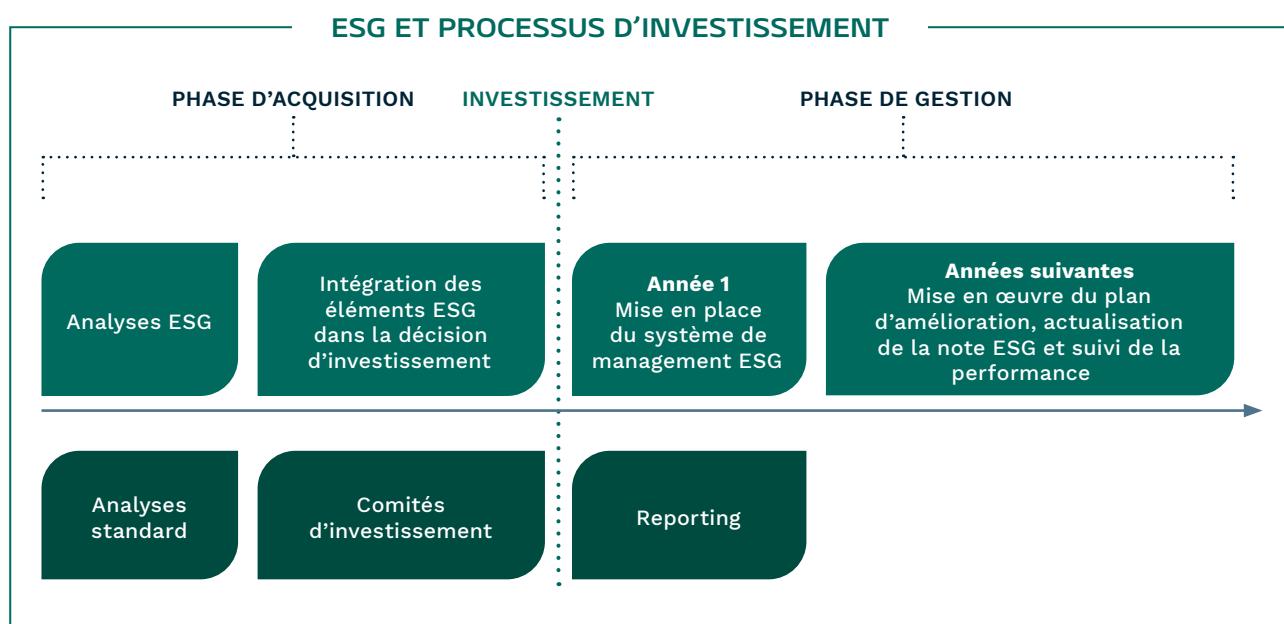 ESG ET PROCESSUS D’INVESTISSEMENT
PHASE D’ACQUISITION
INVESTISSEMENT
PHASE DE GESTION
Analyses ESG
Intégration des
éléments ESG
dans la décision
d’investissement
Année 1
Mise en place
du système de
management ESG
Années suivantes
Mise en œuvre du plan
d’amélioration, actualisation
de la note ESG et suivi de la
performance
Analyses
standard
Comités
d’investissement
Reporting